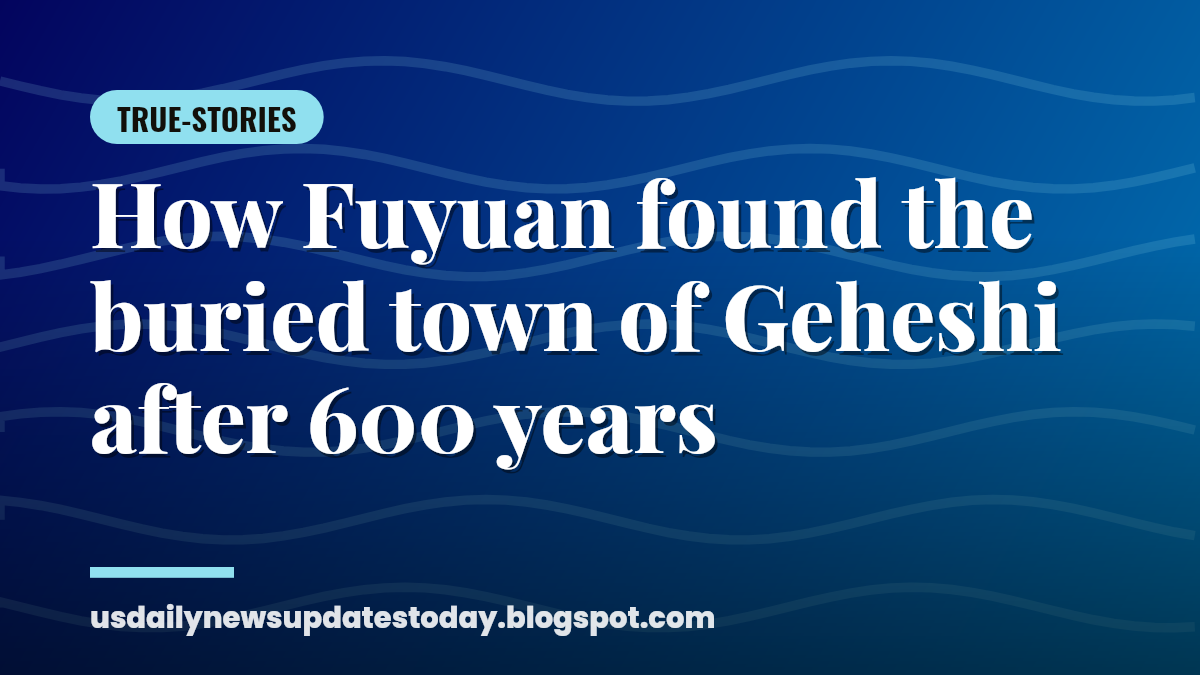 TRUE-STORIES
How Fuyuan found the
buried town of Geheshi
after 600 years
usdailynewsupdatestoday.blogspot.com